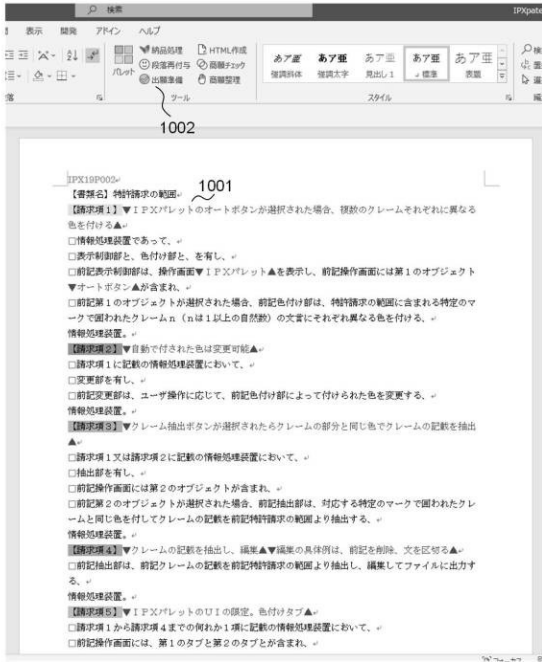 検索
IPXpate
表示 開発 アドイン ヘルプ
納品処理 HTML作成
パレット 段落再付与 商願チェック
出願準備 商願整理
ツール
あア亜 あア亜 あア亜 あア亜 あア亜
強調斜体 強調太字 見出し 1 標準 表題
スタイル
1002
IPX19P002
【書類名】特許請求の範囲
1001
【請求項1】▼IPXパレットのオートボタンが選択された場合、複数のクレームそれぞれに異なる
色を付ける▲
□情報処理装置であって、
□表示制御部と、色付け部と、を有し、
□前記表示制御部は、操作画面▼IPXパレット▲を表示し、前記操作画面には第1のオブジェクト
▼オートボタン▲が含まれ、
□前記第1のオブジェクトが選択された場合、前記色付け部は、特許請求の範囲に含まれる特定のマ
ークで囲われたクレームn(nは1以上の自然数)の文言にそれぞれ異なる色を付ける、
情報処理装置。
【請求項2】▼自動で付された色は変更可能▲
□請求項1に記載の情報処理装置において、
□変更部を有し、
□前記変更部は、ユーザ操作に応じて、前記色付け部によって付けられた色を変更する、
情報処理装置。
【請求項3】▼クレーム抽出ボタンが選択されたらクレームの部分と同じ色でクレームの記載を抽出
▲
□請求項1又は請求項2に記載の情報処理装置において、
□抽出部を有し、
□前記操作画面には第2のオブジェクトが含まれ、
□前記第2のオブジェクトが選択された場合、前記抽出部は、対応する特定のマークで囲われたクレ
ームと同じ色を付してクレームの記載を前記特許請求の範囲より抽出する、
情報処理装置。
【請求項4】▼クレームの記載を抽出し、編集▲▼編集の具体例は、前記を削除、文を区切る▲
□前記抽出部は、前記クレームの記載を前記特許請求の範囲より抽出し、編集してファイルに出力す
る、
情報処理装置。
【請求項5】▼IPXパレットのUIの限定。色付けタブ▲
□請求項1から請求項4までの何れか1項に記載の情報処理装置において、
□前記操作画面には、第1のタブと第2のタブとが含まれ、